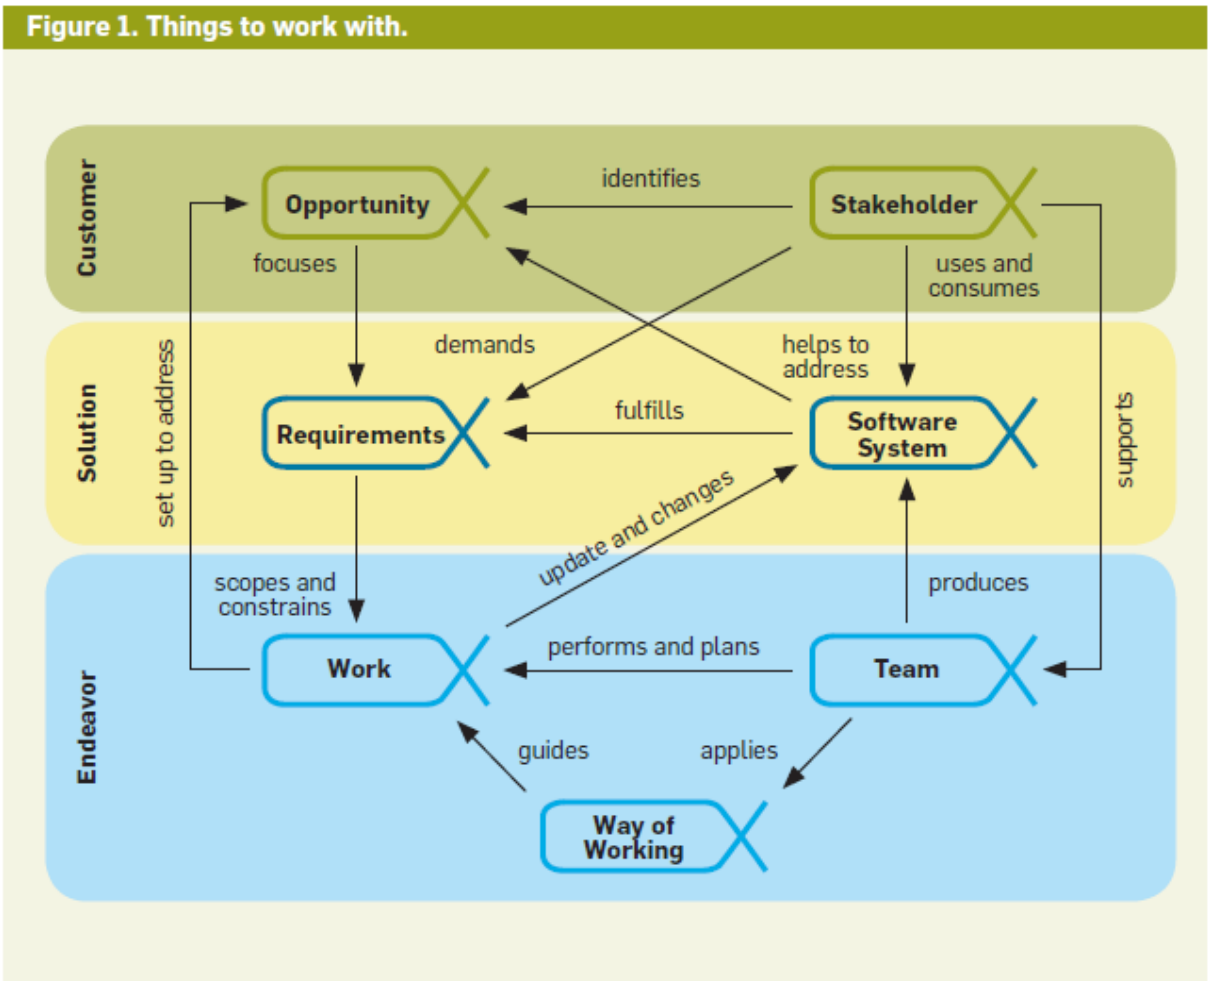 Figure 1. Things to work with.
Customer
Opportunity
identifies
Stakeholder
focuses
uses and
consumes
Solution
set up to address
demands
helps to
address
supports
Requirements
fulfills
Software
System
update and changes
Endeavor
scopes and
constrains
produces
Work
performs and plans
Team
guides
applies
Way of
Working